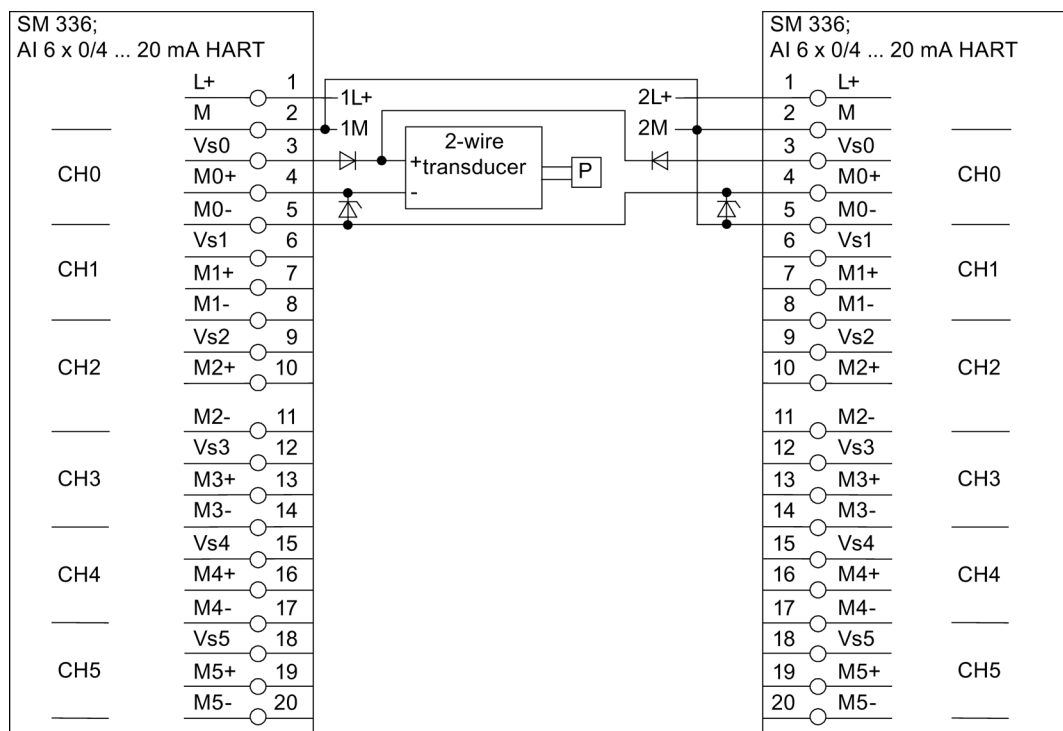 SM 336;
AI 6 x 0/4 ... 20 mA HART
SM 336;
AI 6 x 0/4 ... 20 mA HART
L+ 1 1L+ 2L+ 1 L+
M 2 1M 2M 2 M
Vs0 3 3 Vs0
2-wire
+transducer
-
P
CH0 M0+ 4 4 M0+ CH0
M0- 5 5 M0-
Vs1 6 6 Vs1
CH1 M1+ 7 7 M1+ CH1
M1- 8 8 M1-
Vs2 9 9 Vs2
CH2 M2+ 10 10 M2+ CH2
M2- 11 11 M2-
Vs3 12 12 Vs3
CH3 M3+ 13 13 M3+ CH3
M3- 14 14 M3-
Vs4 15 15 Vs4
CH4 M4+ 16 16 M4+ CH4
M4- 17 17 M4-
Vs5 18 18 Vs5
CH5 M5+ 19 19 M5+ CH5
M5- 20 20 M5-